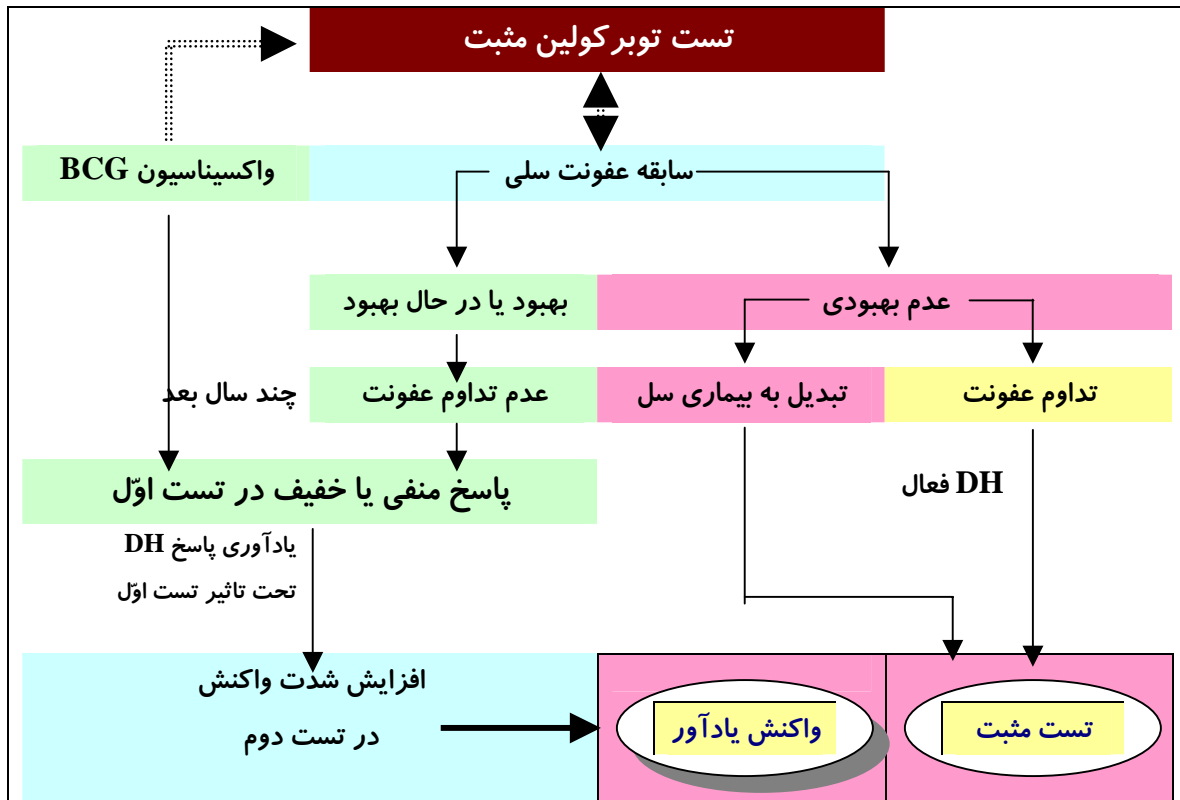 تست توبرکولین مثبت
سابقه عفونت سلی
واکسیناسیون BCG
عدم بهبودی
بهبود یا در حال بهبود
تداوم عفونت
تبدیل به بیماری سل
عدم تداوم عفونت
چند سال بعد
DH فعال
پاسخ منفی یا خفیف در تست اوّل
یادآوری پاسخ DH
تحت تاثیر تست اوّل
افزایش شدت واکنش
در تست دوم
واکنش یادآور
تست مثبت